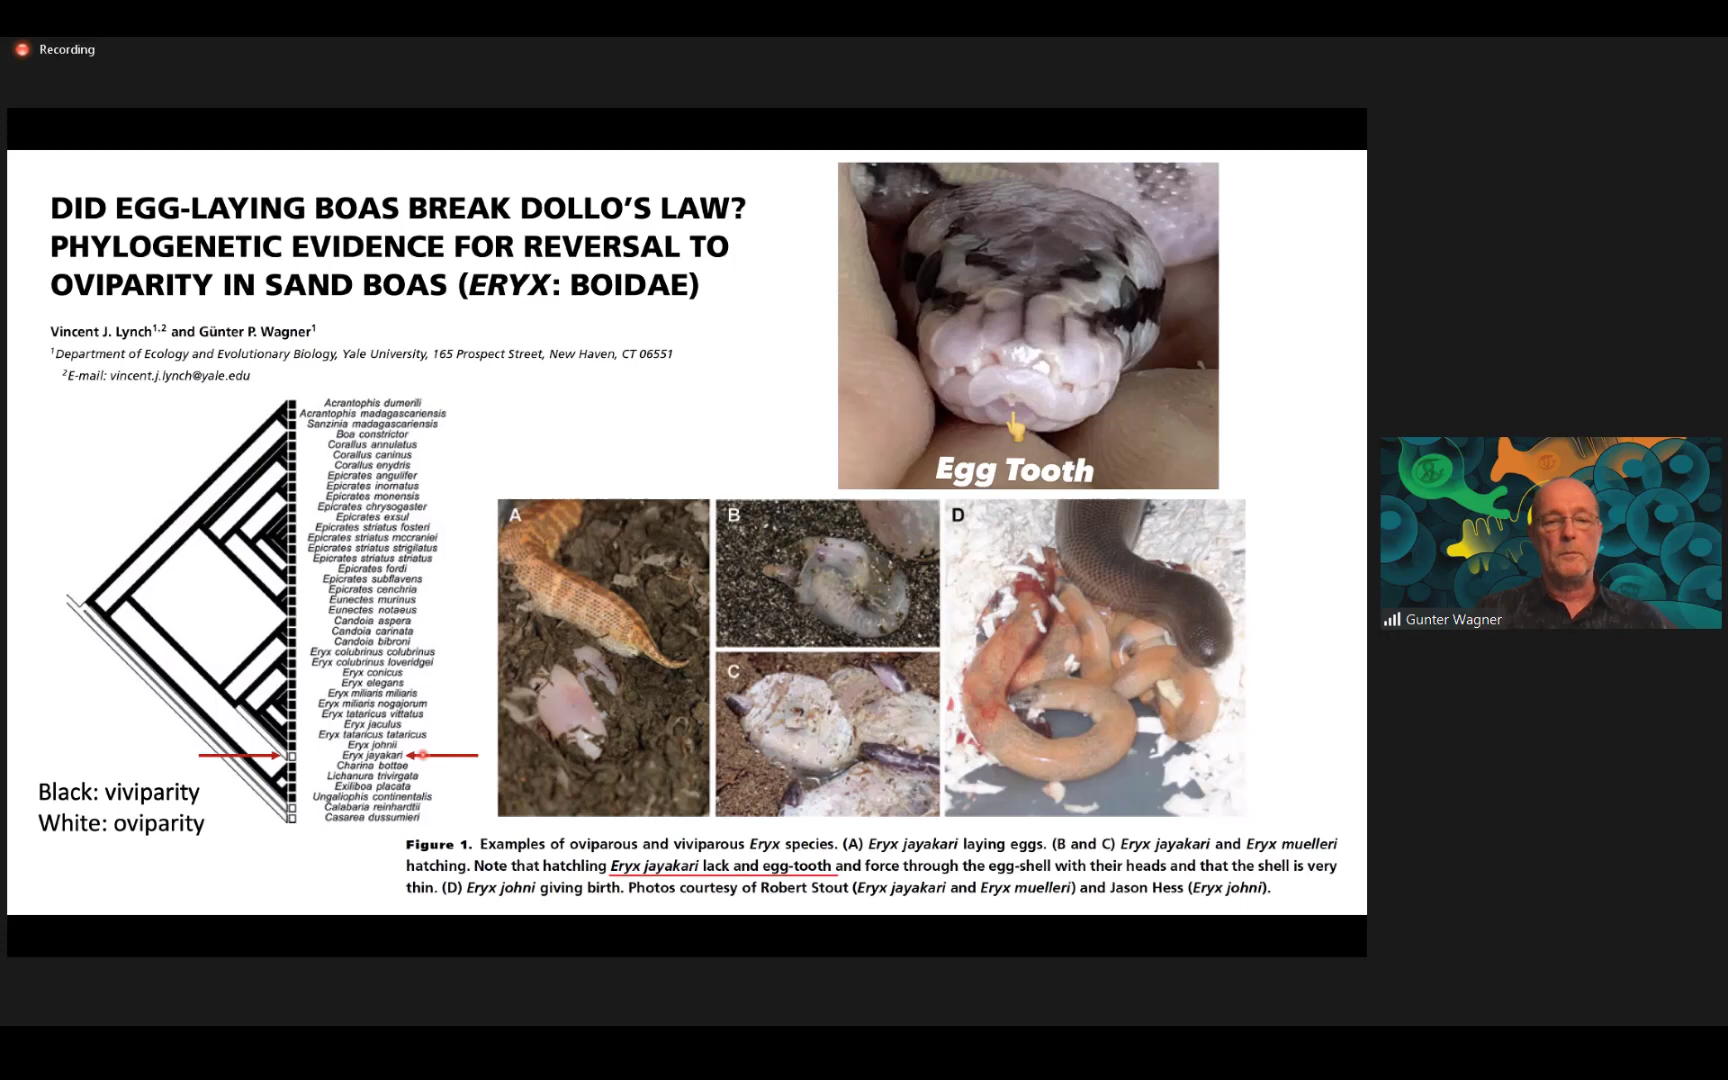 Recording
DID EGG-LAYING BOAS BREAK DOLLO'S LAW?
PHYLOGENETIC EVIDENCE FOR REVERSAL TO
OVIPARITY IN SAND BOAS (ERYX: BOIDAE)
Vincent J. Lynch1,2 and Günter P. Wagner1
1Department of Ecology and Evolutionary Biology, Yale University, 165 Prospect Street, New Haven, CT 06551
2E-mail: vincent.j.lynch@yale.edu
Egg Tooth
Acrantophis dumerili
Acrantophis madagascariensis
Sanzinia madagascariensis
Boa constrictor
Corallus annulatus
Corallus caninus
Corallus enydris
Epicrates angulifer
Epicrates inornatus
Epicrates monensis
Epicrates chrysogaster
Epicrates exsul
Epicrates striatus fosteri
Epicrates striatus mccraniei
Epicrates striatus strigilatus
Epicrates striatus striatus
Epicrates fordi
Epicrates subflavens
Epicrates cenchria
Eunectes murinus
Eunectes notaeus
Candoia aspera
Candoia carinata
Candoia bibroni
Eryx colubrinus colubrinus
Eryx colubrinus loveridgei
Eryx conicus
Eryx elegans
Eryx miliaris miliaris
Eryx miliaris nogajorum
Eryx tataricus vittatus
Eryx jaculus
Eryx tataricus tataricus
Eryx johnii
Eryx jayakari
Charina bottae
Lichanura trivirgata
Exiliboa placata
Ungaliophis continentalis
Calabaria reinhardtii
Casarea dussumieri
Black: viviparity
White: oviparity
A
B
C
D
Figure 1. Examples of oviparous and viviparous Eryx species. (A) Eryx jayakari laying eggs. (B and C) Eryx jayakari and Eryx muelleri
hatching. Note that hatchling Eryx jayakari lack and egg-tooth and force through the egg-shell with their heads and that the shell is very
thin. (D) Eryx johni giving birth. Photos courtesy of Robert Stout (Eryx jayakari and Eryx muelleri) and Jason Hess (Eryx johni).
Gunter Wagner